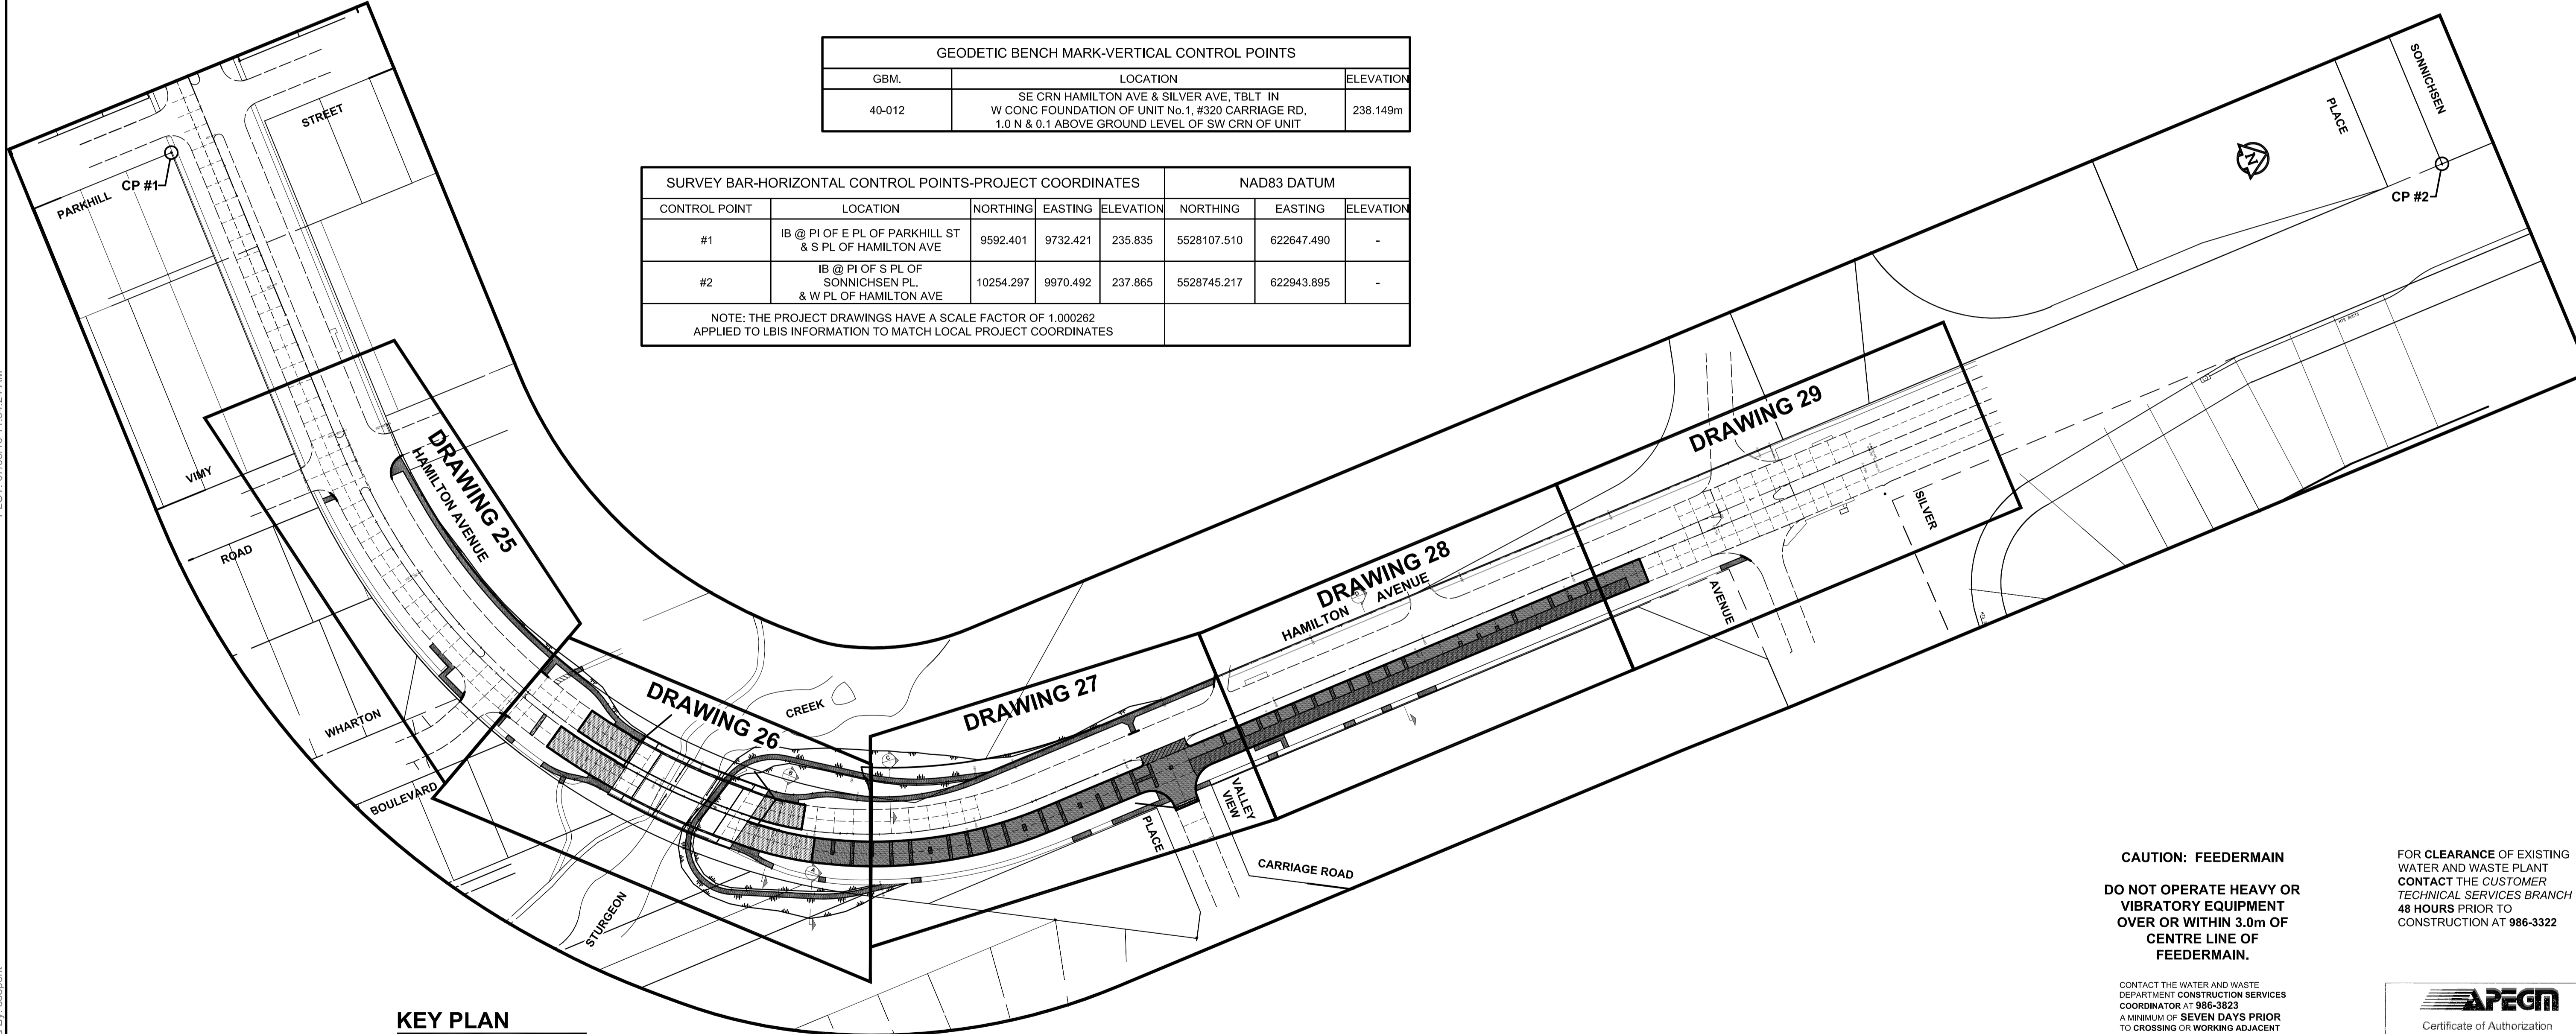 GEODETIC BENCH MARK-VERTICAL CONTROL POINTS
GBM. LOCATION ELEVATION
40-012 SE CRN HAMILTON AVE & SILVER AVE, TBLT IN
W CONC FOUNDATION OF UNIT No.1, #320 CARRIAGE RD,
1.0 N & 0.1 ABOVE GROUND LEVEL OF SW CRN OF UNIT
238.149m
SURVEY BAR-HORIZONTAL CONTROL POINTS-PROJECT COORDINATES NAD83 DATUM
CONTROL POINT LOCATION NORTHING EASTING ELEVATION NORTHING EASTING ELEVATION
#1 IB @ PI OF E PL OF PARKHILL ST
& S PL OF HAMILTON AVE
9592.401 9732.421 235.835 5528107.510 622647.490 -
#2 IB @ PI OF S PL OF
SONNICHSEN PL.
& W PL OF HAMILTON AVE
10254.297 9970.492 237.865 5528745.217 622943.895 -
NOTE: THE PROJECT DRAWINGS HAVE A SCALE FACTOR OF 1.000262
APPLIED TO LBIS INFORMATION TO MATCH LOCAL PROJECT COORDINATES
STREET
CP #1
PARKHILL
VIMY
ROAD
WHARTON
BOULEVARD
DRAWING 25
HAMILTON AVENUE
DRAWING 26
CREEK
STURGEON
DRAWING 27
PLACE
VALLEY
VIEW
CARRIAGE ROAD
DRAWING 28
HAMILTON AVENUE
DRAWING 29
AVENUE
SILVER
PLACE
SONNICHSEN
N
CP #2
A
B
C
KEY PLAN
CAUTION: FEEDERMAIN
DO NOT OPERATE HEAVY OR
VIBRATORY EQUIPMENT
OVER OR WITHIN 3.0m OF
CENTRE LINE OF
FEEDERMAIN.
CONTACT THE WATER AND WASTE
DEPARTMENT CONSTRUCTION SERVICES
COORDINATOR AT 986-3823
A MINIMUM OF SEVEN DAYS PRIOR
TO CROSSING OR WORKING ADJACENT
FOR CLEARANCE OF EXISTING
WATER AND WASTE PLANT
CONTACT THE CUSTOMER
TECHNICAL SERVICES BRANCH
48 HOURS PRIOR TO
CONSTRUCTION AT 986-3322
APEGM
Certificate of Authorization